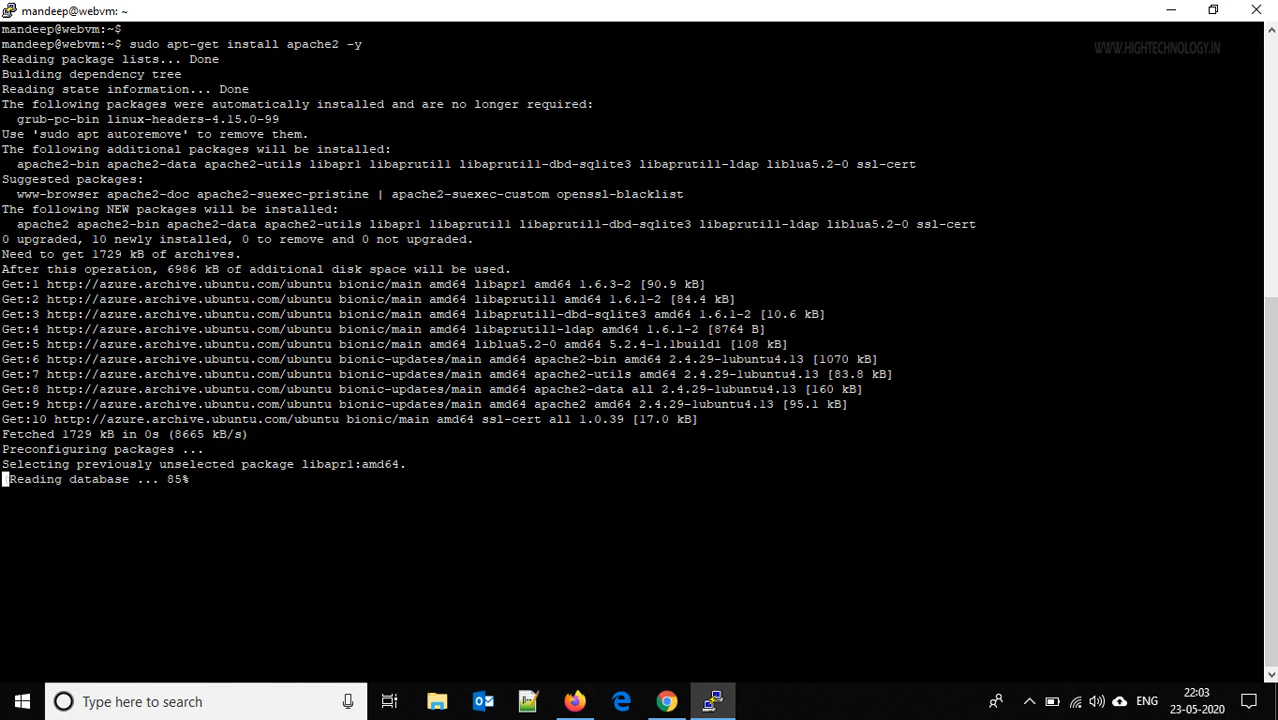 mandeep@webvm: ~
mandeep@webvm:~$
WWW.HIGHTECHNOLOGY.IN
mandeep@webvm:~$ sudo apt-get install apache2 -y
Reading package lists... Done
Building dependency tree
Reading state information... Done
The following packages were automatically installed and are no longer required:
grub-pc-bin linux-headers-4.15.0-99
Use 'sudo apt autoremove' to remove them.
The following additional packages will be installed:
apache2-bin apache2-data apache2-utils libapr1 libaprutil1 libaprutil1-dbd-sqlite3 libaprutil1-ldap liblua5.2-0 ssl-cert
Suggested packages:
www-browser apache2-doc apache2-suexec-pristine | apache2-suexec-custom openssl-blacklist
The following NEW packages will be installed:
apache2 apache2-bin apache2-data apache2-utils libapr1 libaprutil1 libaprutil1-dbd-sqlite3 libaprutil1-ldap liblua5.2-0 ssl-cert
0 upgraded, 10 newly installed, 0 to remove and 0 not upgraded.
Need to get 1729 kB of archives.
After this operation, 6986 kB of additional disk space will be used.
Get:1 http://azure.archive.ubuntu.com/ubuntu bionic/main amd64 libapr1 amd64 1.6.3-2 [90.9 kB]
Get:2 http://azure.archive.ubuntu.com/ubuntu bionic/main amd64 libaprutil1 amd64 1.6.1-2 [84.4 kB]
Get:3 http://azure.archive.ubuntu.com/ubuntu bionic/main amd64 libaprutil1-dbd-sqlite3 amd64 1.6.1-2 [10.6 kB]
Get:4 http://azure.archive.ubuntu.com/ubuntu bionic/main amd64 libaprutil1-ldap amd64 1.6.1-2 [8764 B]
Get:5 http://azure.archive.ubuntu.com/ubuntu bionic/main amd64 liblua5.2-0 amd64 5.2.4-1.1build1 [108 kB]
Get:6 http://azure.archive.ubuntu.com/ubuntu bionic-updates/main amd64 apache2-bin amd64 2.4.29-1ubuntu4.13 [1070 kB]
Get:7 http://azure.archive.ubuntu.com/ubuntu bionic-updates/main amd64 apache2-utils amd64 2.4.29-1ubuntu4.13 [83.8 kB]
Get:8 http://azure.archive.ubuntu.com/ubuntu bionic-updates/main amd64 apache2-data all 2.4.29-1ubuntu4.13 [160 kB]
Get:9 http://azure.archive.ubuntu.com/ubuntu bionic-updates/main amd64 apache2 amd64 2.4.29-1ubuntu4.13 [95.1 kB]
Get:10 http://azure.archive.ubuntu.com/ubuntu bionic/main amd64 ssl-cert all 1.0.39 [17.0 kB]
Fetched 1729 kB in 0s (8665 kB/s)
Preconfiguring packages ...
Selecting previously unselected package libapr1:amd64.
Reading database ... 85%
Type here to search
ENG
22:03
23-05-2020